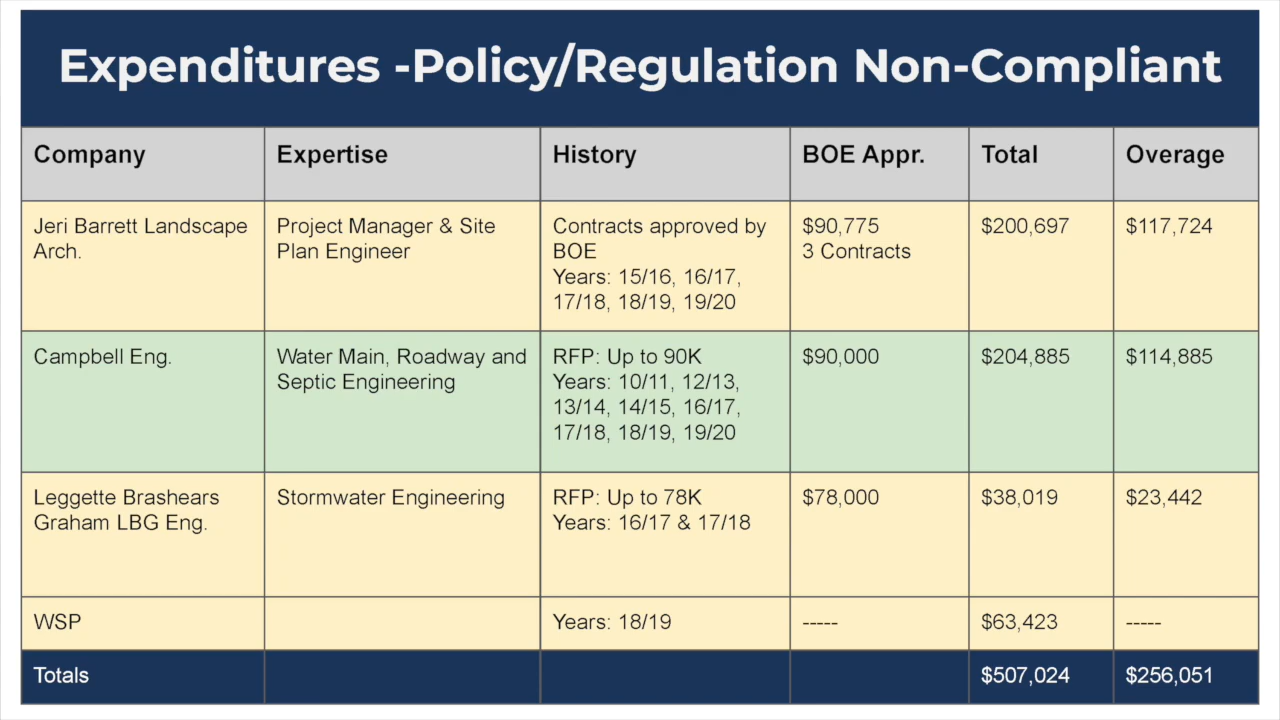 Expenditures -Policy/Regulation Non-Compliant
Company Expertise History BOE Appr. Total Overage
Jeri Barrett Landscape Project Manager & Site Contracts approved by $90,775 $200,697 $117,724
Arch. Plan Engineer BOE 3 Contracts
Years: 15/16, 16/17,
17/18, 18/19, 19/20
Campbell Eng. Water Main, Roadway and RFP: Up to 90K $90,000 $204,885 $114,885
Septic Engineering Years: 10/11, 12/13,
13/14, 14/15, 16/17,
17/18, 18/19, 19/20
Leggette Brashears Stormwater Engineering RFP: Up to 78K $78,000 $38,019 $23,442
Graham LBG Eng. Years: 16/17 & 17/18
WSP Years: 18/19 ----- $63,423 -----
Totals $507,024 $256,051